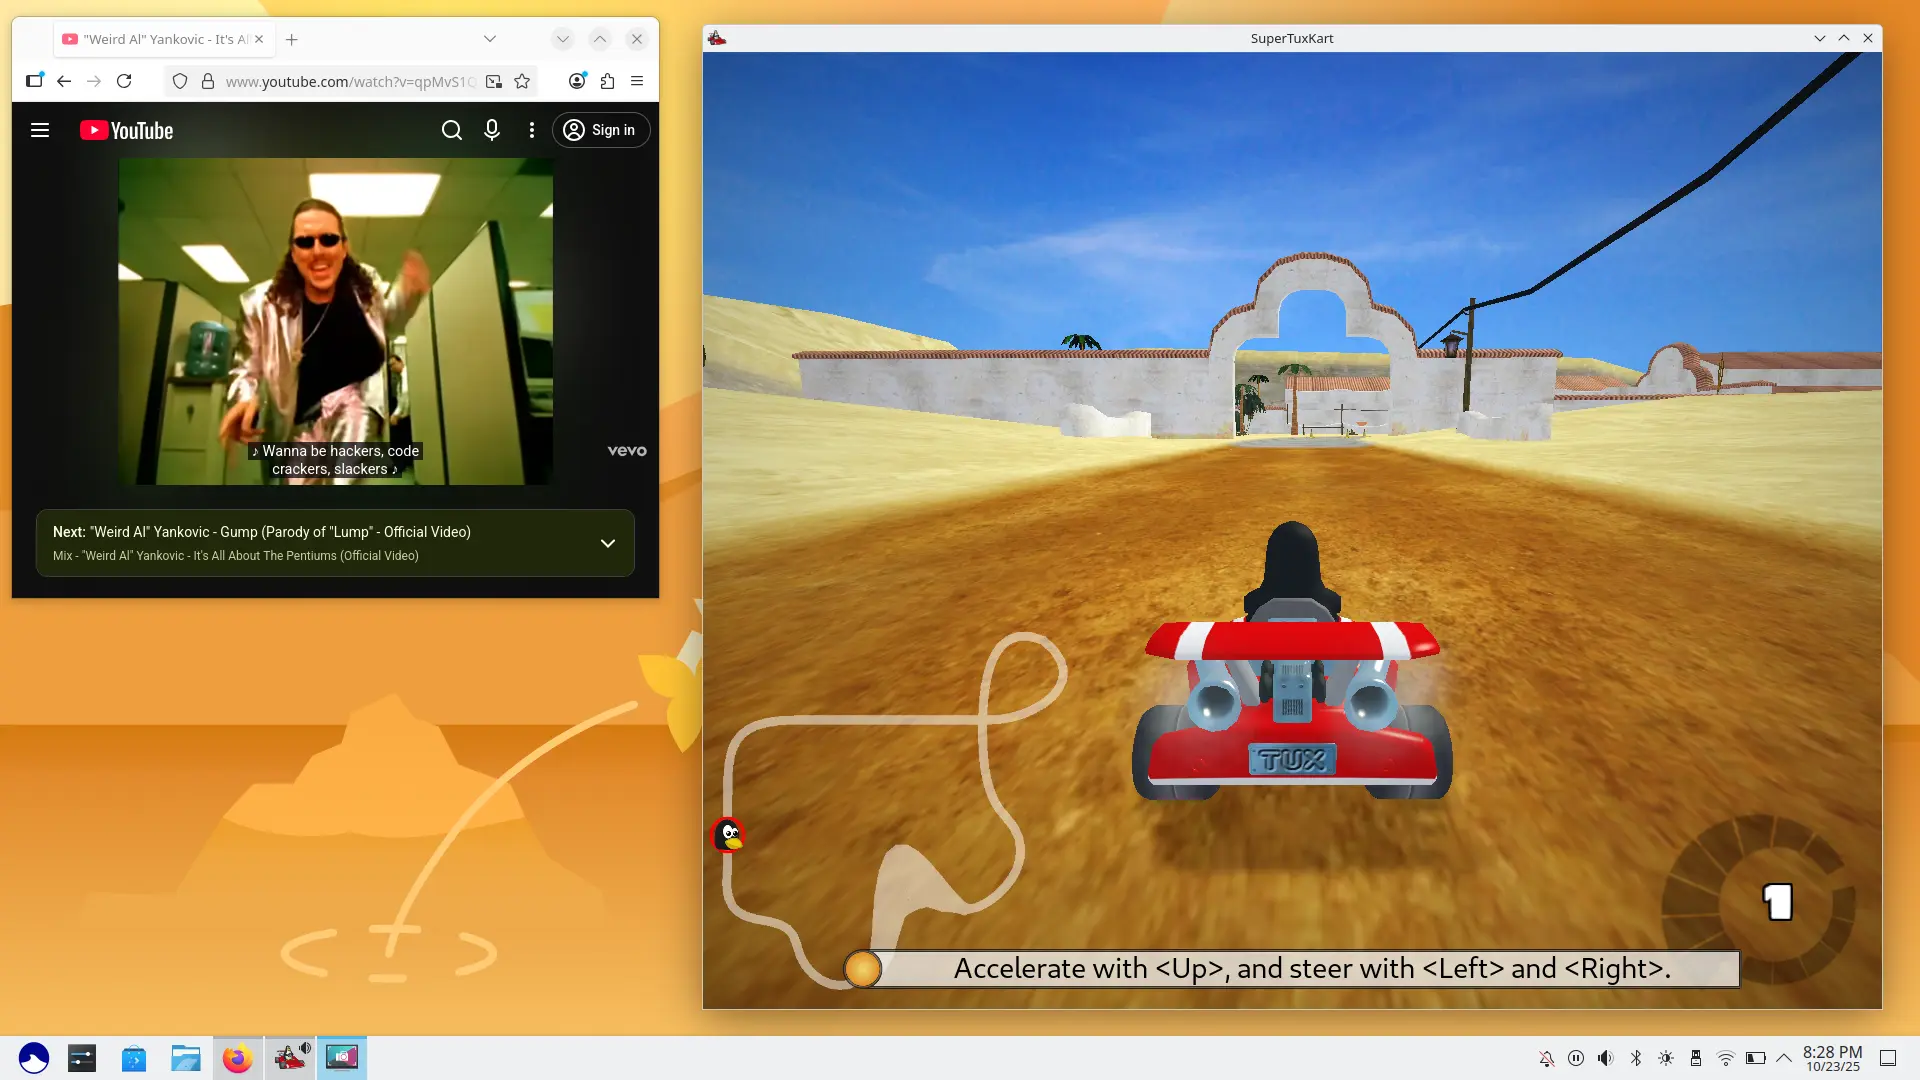 "Weird Al" Yankovic - It's Al
www.youtube.com/watch?v=qpMvS1Q
YouTube
Sign in
♪ Wanna be hackers, code
crackers, slackers ♪
vevo
Next: "Weird Al" Yankovic - Gump (Parody of "Lump" - Official Video)
Mix - "Weird Al" Yankovic - It's All About The Pentiums (Official Video)
SuperTuxKart
TUX
1
Accelerate with <Up>, and steer with <Left> and <Right>.
8:28 PM
10/23/25